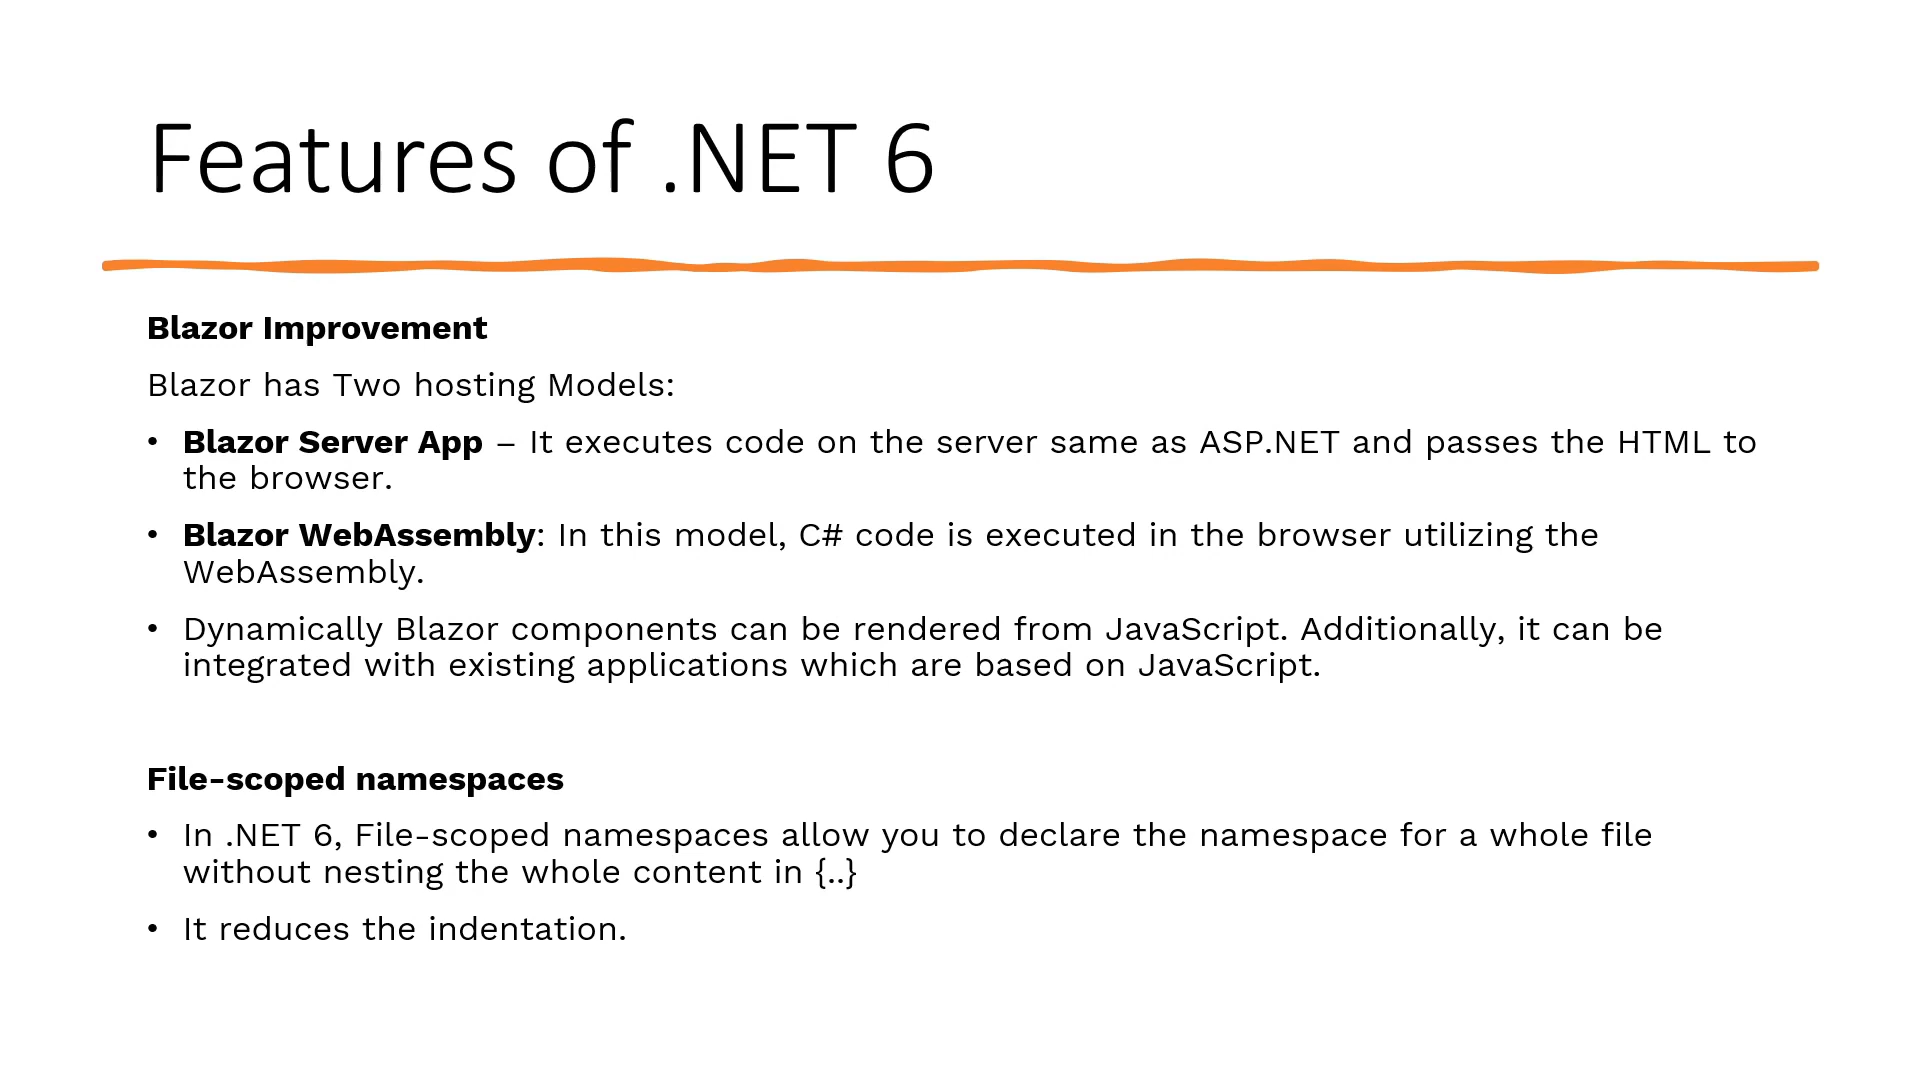 Features of .NET 6
Blazor Improvement
Blazor has Two hosting Models:
• Blazor Server App – It executes code on the server same as ASP.NET and passes the HTML to
the browser.
• Blazor WebAssembly: In this model, C# code is executed in the browser utilizing the
WebAssembly.
• Dynamically Blazor components can be rendered from JavaScript. Additionally, it can be
integrated with existing applications which are based on JavaScript.
File-scoped namespaces
• In .NET 6, File-scoped namespaces allow you to declare the namespace for a whole file
without nesting the whole content in {..}
• It reduces the indentation.